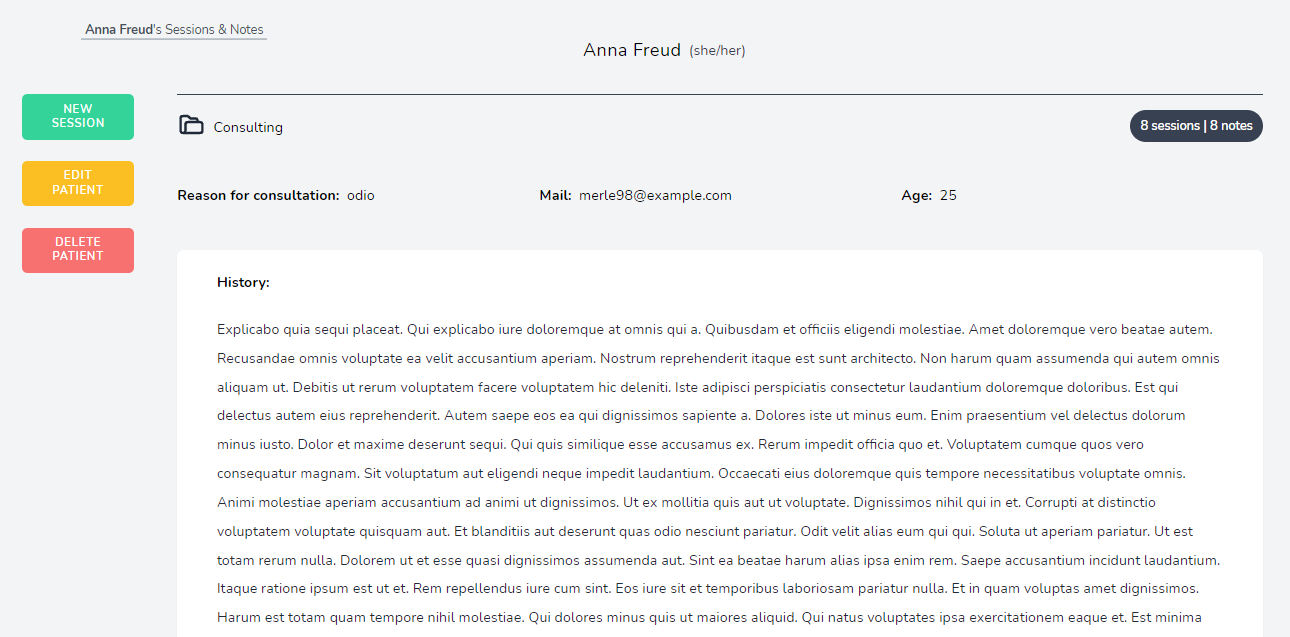 Anna Freud's Sessions & Notes
Anna Freud (she/her)
NEW
SESSION
EDIT
PATIENT
DELETE
PATIENT
Consulting
8 sessions | 8 notes
Reason for consultation: odio
Mail: merle98@example.com
Age: 25
History:
Explicabo quia sequi placeat. Qui explicabo iure doloremque at omnis qui a. Quibusdam et officiis eligendi molestiae. Amet doloremque vero beatae autem.
Recusandae omnis voluptate ea velit accusantium aperiam. Nostrum reprehenderit itaque est sunt architecto. Non harum quam assumenda qui autem omnis
aliquam ut. Debitis ut rerum voluptatem facere voluptatem hic deleniti. Iste adipisci perspiciatis consectetur laudantium doloremque doloribus. Est qui
delectus autem eius reprehenderit. Autem saepe eos ea qui dignissimos sapiente a. Dolores iste ut minus eum. Enim praesentium vel delectus dolorum
minus iusto. Dolor et maxime deserunt sequi. Qui quis similique esse accusamus ex. Rerum impedit officia quo et. Voluptatem cumque quos vero
consequatur magnam. Sit voluptatum aut eligendi neque impedit laudantium. Occaecati eius doloremque quis tempore necessitatibus voluptate omnis.
Animi molestiae aperiam accusantium ad animi ut dignissimos. Ut ex mollitia quis aut ut voluptate. Dignissimos nihil qui in et. Corrupti at distinctio
voluptatem voluptate quisquam aut. Et blanditiis aut deserunt quas odio nesciunt pariatur. Odit velit alias eum qui qui. Soluta ut aperiam pariatur. Ut est
totam rerum nulla. Dolorem ut et esse quasi dignissimos assumenda aut. Sint ea beatae harum alias ipsa enim rem. Saepe accusantium incidunt laudantium.
Itaque ratione ipsum est ut et. Rem repellendus iure cum sint. Eos iure sit et temporibus laboriosam pariatur nulla. Et in quam voluptas amet dignissimos.
Harum est totam quam tempore nihil molestiae. Qui dolores minus quis ut maiores aliquid. Qui natus voluptates ipsa exercitationem eaque et. Est minima